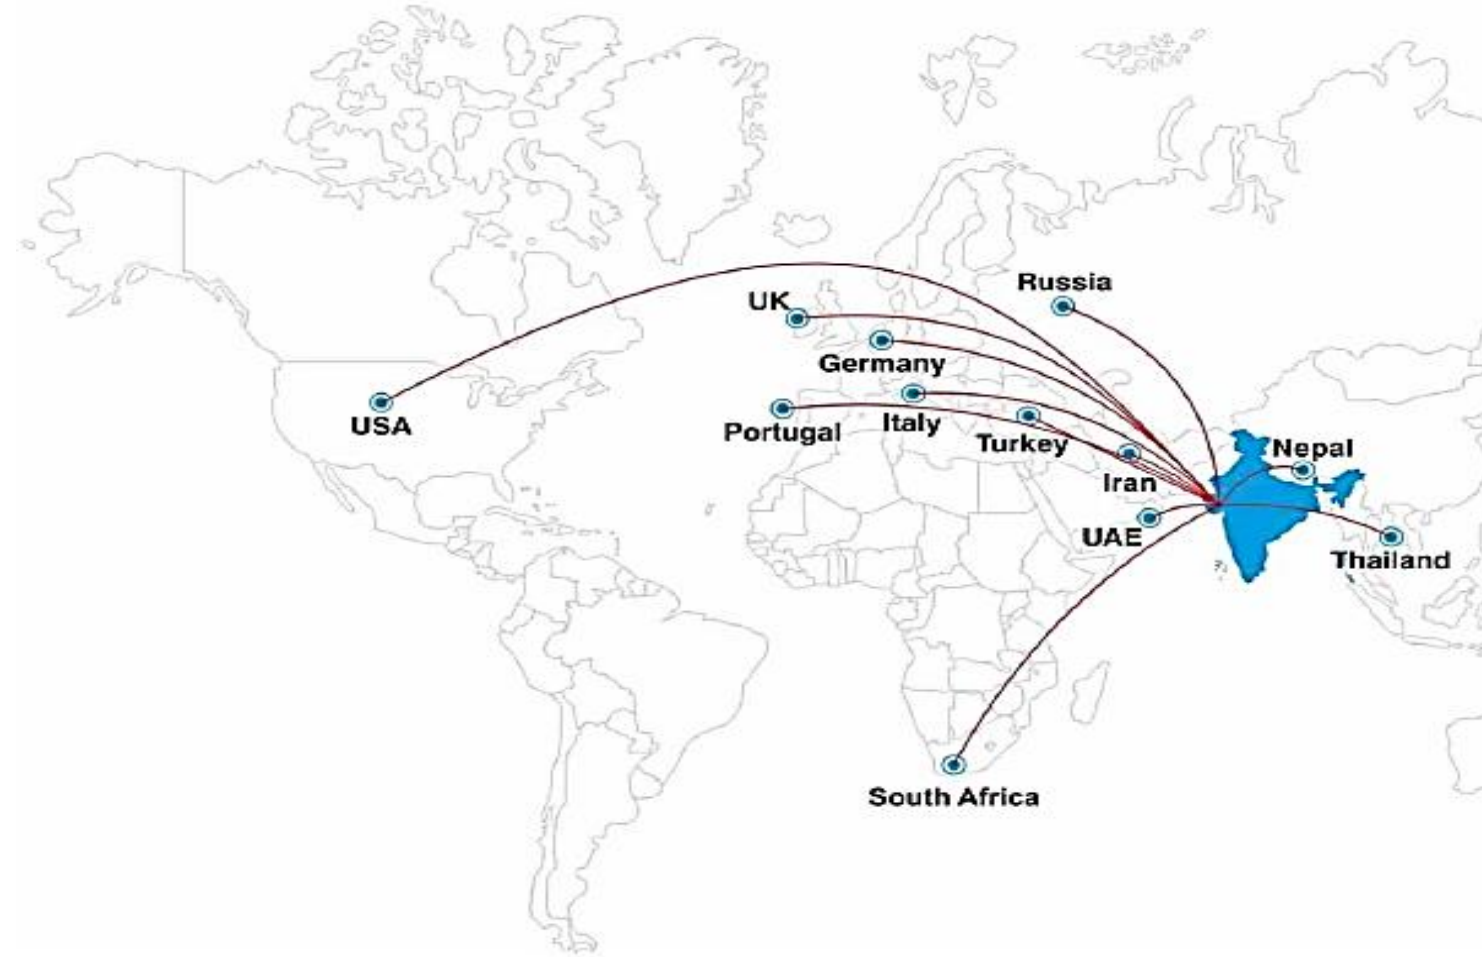 Russia
UK
Germany
USA
Portugal
Italy
Turkey
Nepal
Iran
UAE
Thailand
South Africa